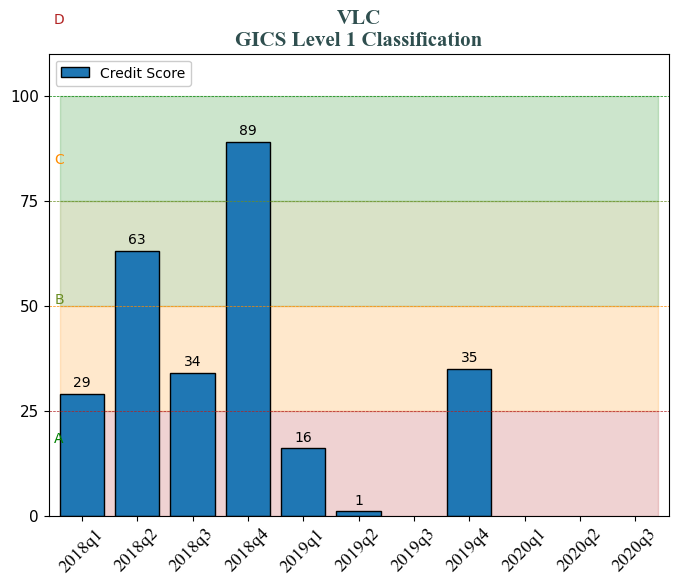 D
VLC
GICS Level 1 Classification
Credit Score
100
C
89
75
63
B
50
35
34
29
25
A
16
1
0
2018q1
2018q2
2018q3
2018q4
2019q1
2019q2
2019q3
2019q4
2020q1
2020q2
2020q3